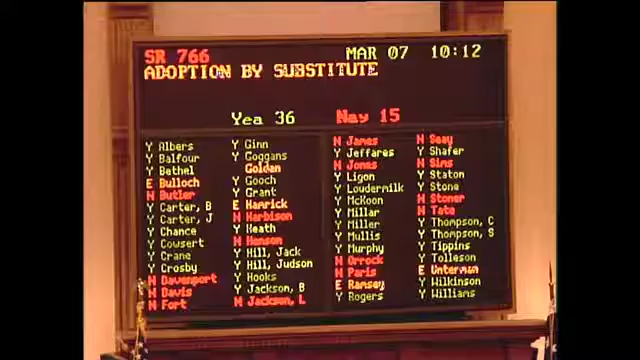 SR 766 MAR 07 10:12
ADOPTION BY SUBSTITUTE
Yea 36 Nay 15
Y Albers
Y Balfour
Y Bethel
E Bulloch
N Butler
Y Carter, B
Y Carter, J
Y Chance
Y Cowsert
Y Crane
Y Crosby
N Davenport
N Davis
N Fort
Y Ginn
Y Goggans
Golden
Y Gooch
Y Grant
E Hamrick
N Harbison
Y Heath
N Henson
Y Hill, Jack
Y Hill, Judson
Y Hooks
Y Jackson, B
N Jackson, L
N James
Y Jeffares
N Jones
Y Ligon
Y Loudermilk
Y McKoon
Y Millar
Y Miller
Y Mullis
Y Murphy
N Orrock
N Paris
E Ramsey
Y Rogers
N Seay
Y Shafer
N Sims
Y Staton
Y Stone
N Stoner
N Tate
Y Thompson, C
Y Thompson, S
Y Tippins
Y Tolleson
E Unterman
Y Wilkinson
Y Williams